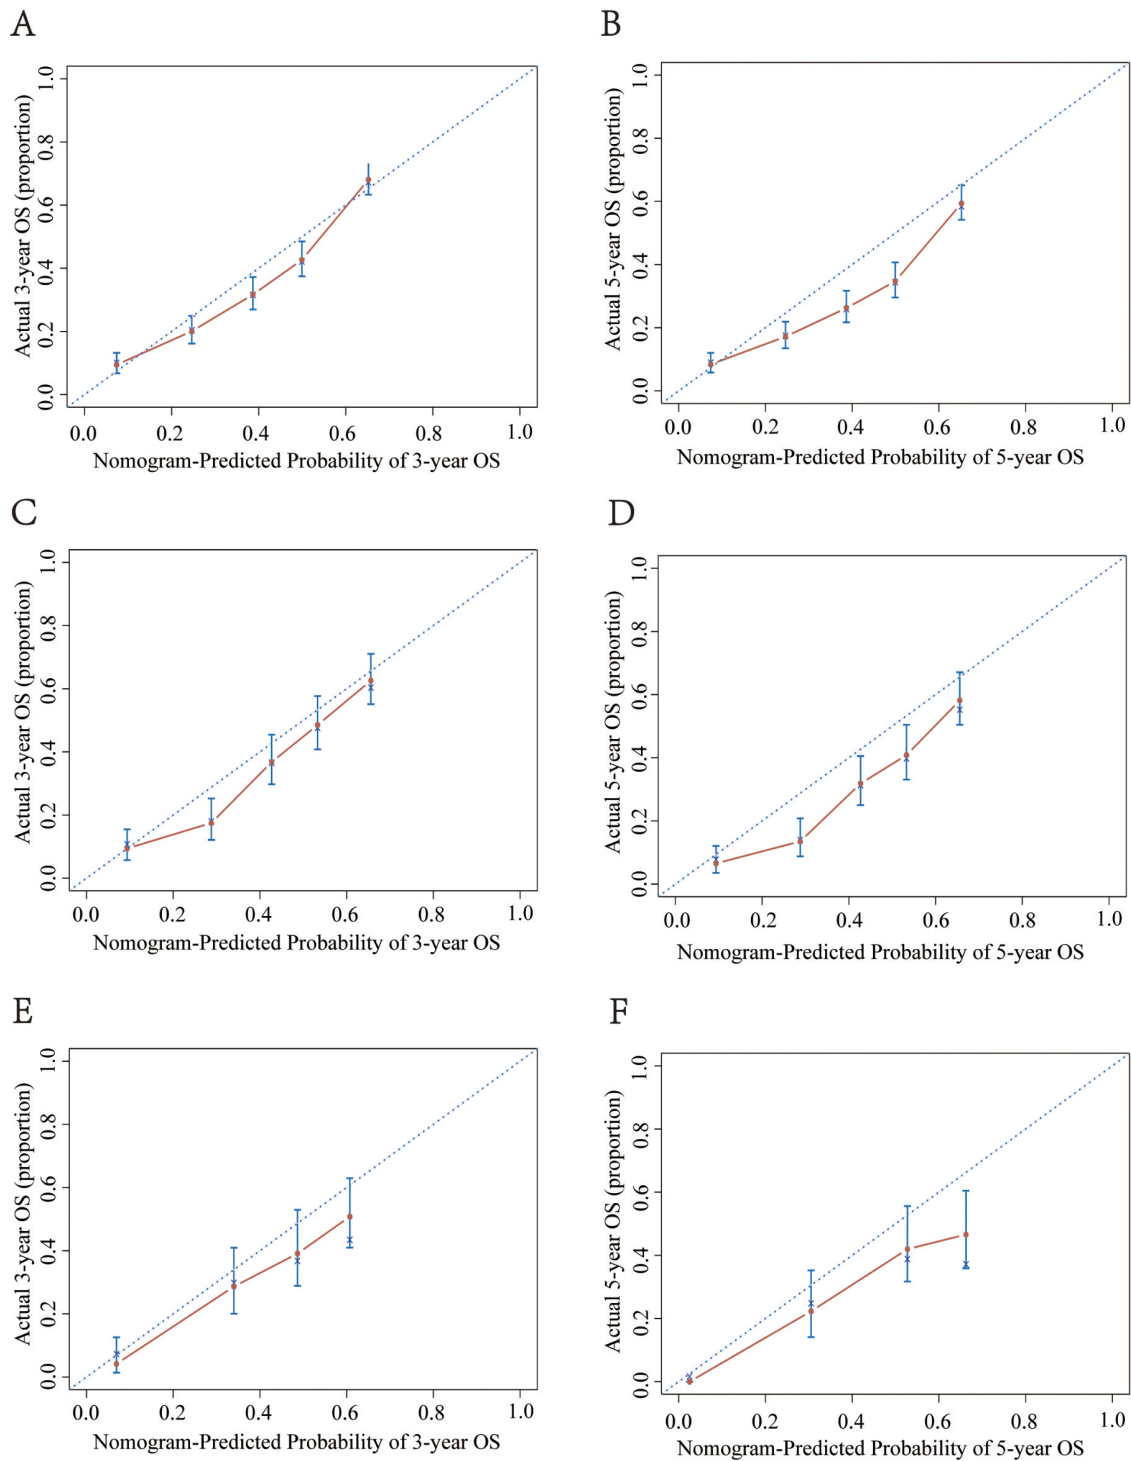 A
Actual 3-year OS (proportion)
0.0 0.2 0.4 0.6 0.8 1.0
0.0 0.2 0.4 0.6 0.8 1.0
Nomogram-Predicted Probability of 3-year OS
B
Actual 5-year OS (proportion)
0.0 0.2 0.4 0.6 0.8 1.0
0.0 0.2 0.4 0.6 0.8 1.0
Nomogram-Predicted Probability of 5-year OS
C
Actual 3-year OS (proportion)
0.0 0.2 0.4 0.6 0.8 1.0
0.0 0.2 0.4 0.6 0.8 1.0
Nomogram-Predicted Probability of 3-year OS
D
Actual 5-year OS (proportion)
0.0 0.2 0.4 0.6 0.8 1.0
0.0 0.2 0.4 0.6 0.8 1.0
Nomogram-Predicted Probability of 5-year OS
E
Actual 3-year OS (proportion)
0.0 0.2 0.4 0.6 0.8 1.0
0.0 0.2 0.4 0.6 0.8 1.0
Nomogram-Predicted Probability of 3-year OS
F
Actual 5-year OS (proportion)
0.0 0.2 0.4 0.6 0.8 1.0
0.0 0.2 0.4 0.6 0.8 1.0
Nomogram-Predicted Probability of 5-year OS